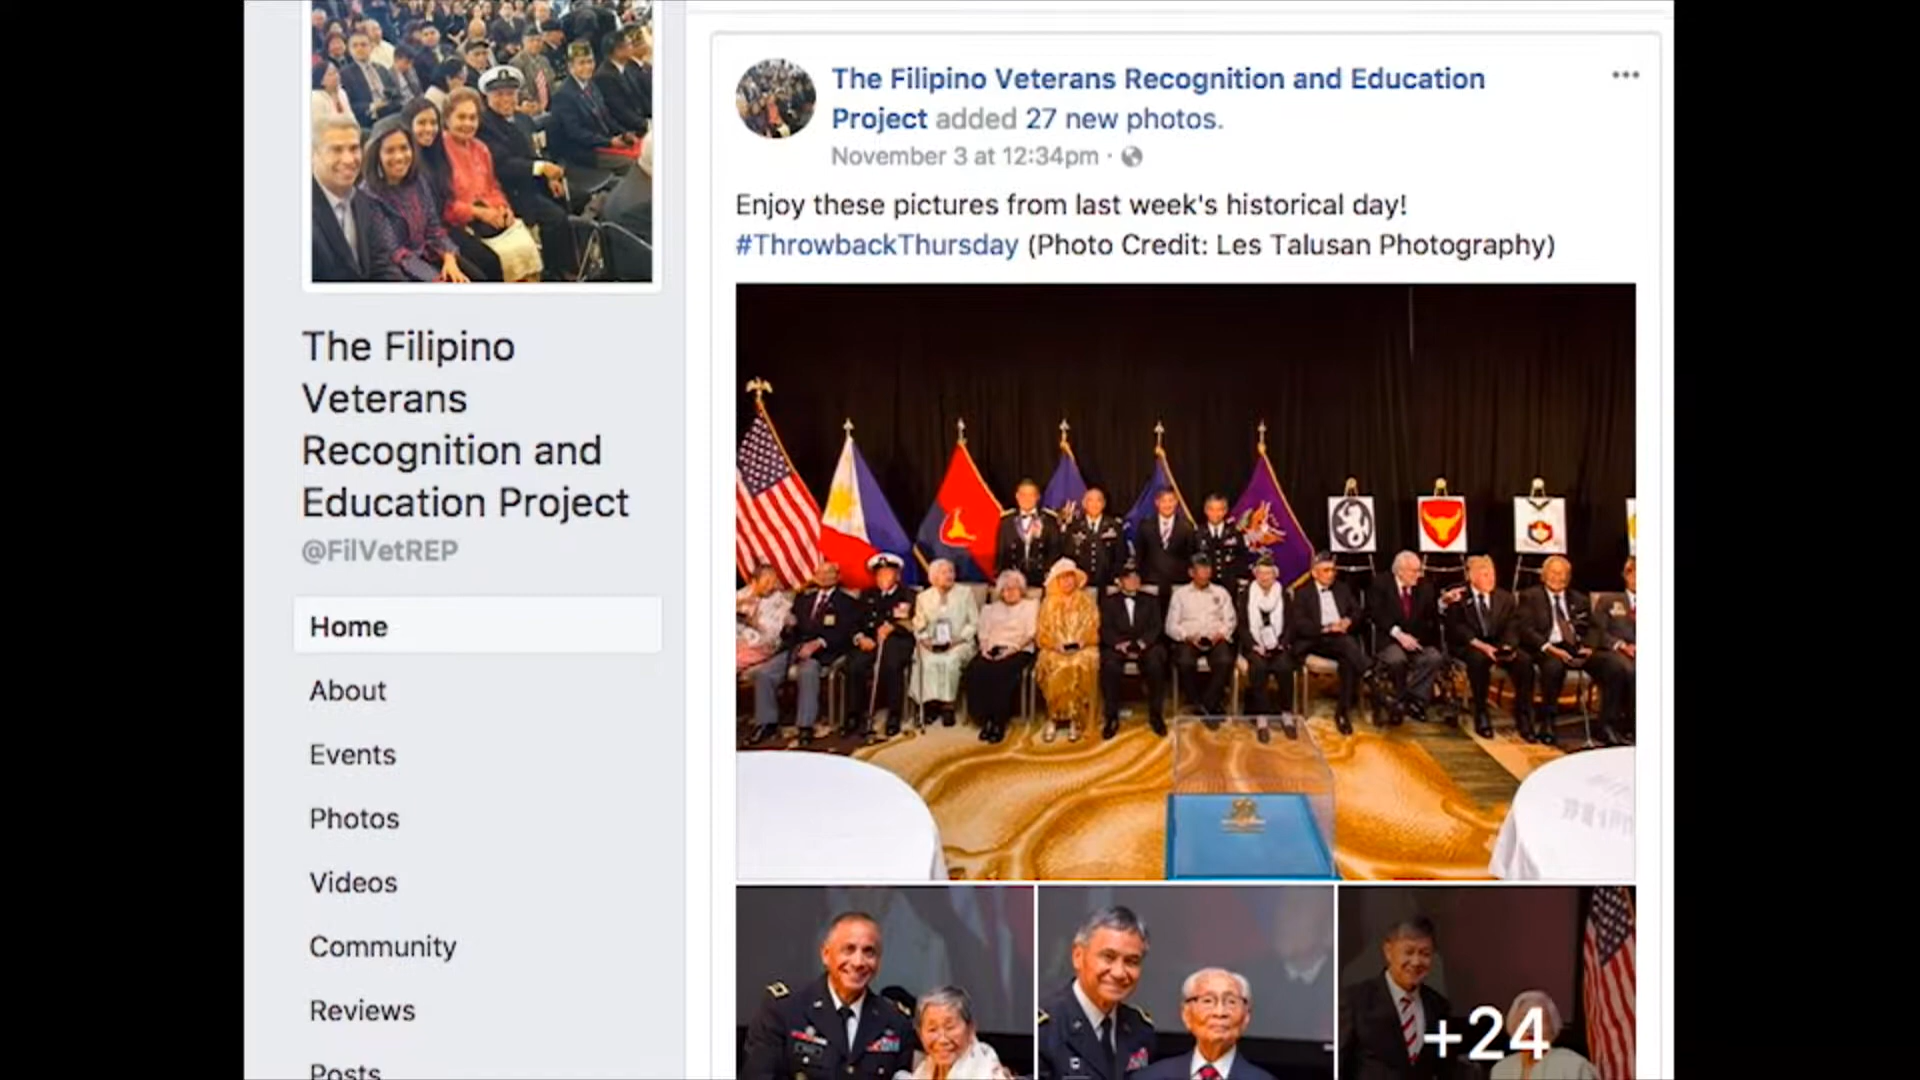 The Filipino
Veterans
Recognition and
Education Project
@FilVetREP
Home
About
Events
Photos
Videos
Community
Reviews
Posts
The Filipino Veterans Recognition and Education
Project added 27 new photos.
November 3 at 12:34pm ·
Enjoy these pictures from last week's historical day!
#ThrowbackThursday (Photo Credit: Les Talusan Photography)
+24